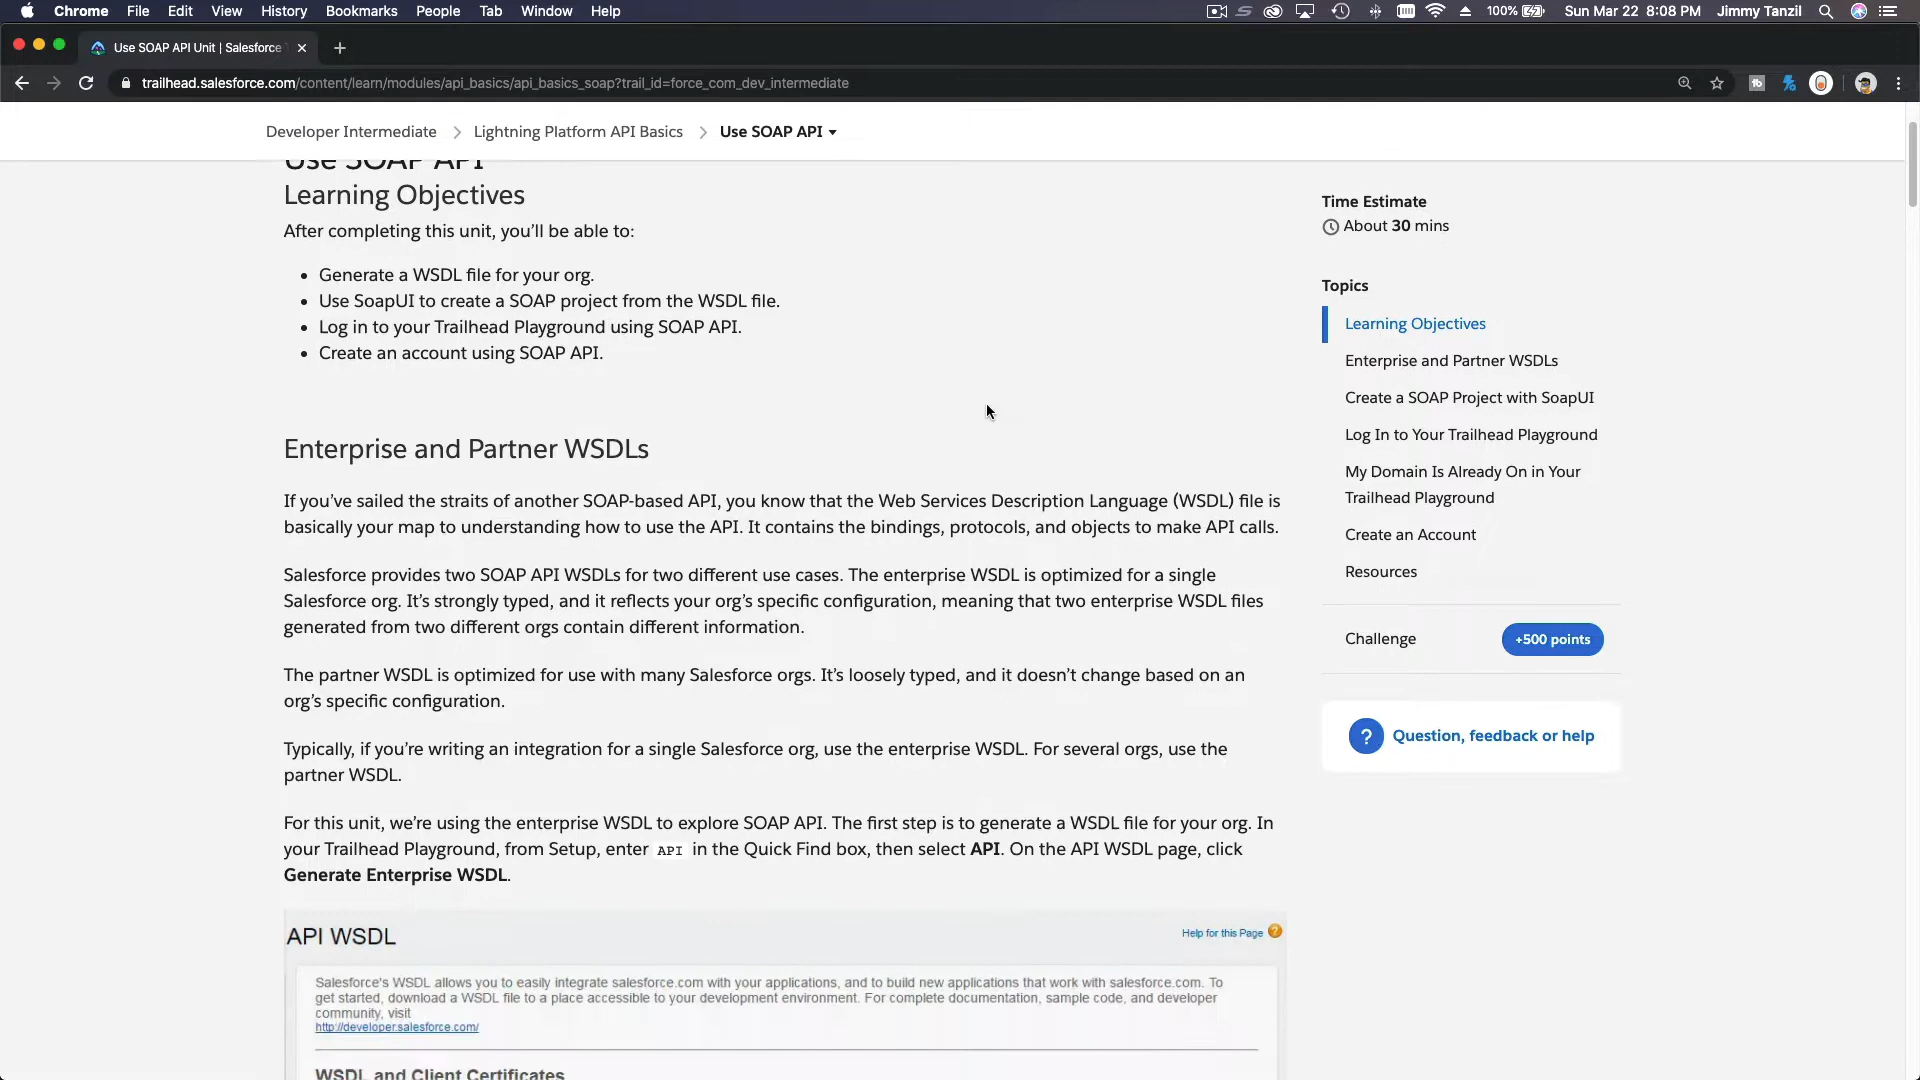 Chrome File Edit View History Bookmarks People Tab Window Help 100% Sun Mar 22 8:08 PM Jimmy Tanzil
Use SOAP API Unit | Salesforce
trailhead.salesforce.com/content/learn/modules/api_basics/api_basics_soap?trail_id=force_com_dev_intermediate
Developer Intermediate Lightning Platform API Basics Use SOAP API
Use SOAP API
Learning Objectives
After completing this unit, you’ll be able to:
• Generate a WSDL file for your org.
• Use SoapUI to create a SOAP project from the WSDL file.
• Log in to your Trailhead Playground using SOAP API.
• Create an account using SOAP API.
Enterprise and Partner WSDLs
If you’ve sailed the straits of another SOAP-based API, you know that the Web Services Description Language (WSDL) file is
basically your map to understanding how to use the API. It contains the bindings, protocols, and objects to make API calls.
Salesforce provides two SOAP API WSDLs for two different use cases. The enterprise WSDL is optimized for a single
Salesforce org. It’s strongly typed, and it reflects your org’s specific configuration, meaning that two enterprise WSDL files
generated from two different orgs contain different information.
The partner WSDL is optimized for use with many Salesforce orgs. It’s loosely typed, and it doesn’t change based on an
org’s specific configuration.
Typically, if you’re writing an integration for a single Salesforce org, use the enterprise WSDL. For several orgs, use the
partner WSDL.
For this unit, we’re using the enterprise WSDL to explore SOAP API. The first step is to generate a WSDL file for your org. In
your Trailhead Playground, from Setup, enter API in the Quick Find box, then select API. On the API WSDL page, click
Generate Enterprise WSDL.
API WSDL
Help for this Page ?
Salesforce's WSDL allows you to easily integrate salesforce.com with your applications, and to build new applications that work with salesforce.com. To
get started, download a WSDL file to a place accessible to your development environment. For complete documentation, sample code, and developer
community, visit
http://developer.salesforce.com/
WSDL and Client Certificates
Time Estimate
About 30 mins
Topics
Learning Objectives
Enterprise and Partner WSDLs
Create a SOAP Project with SoapUI
Log In to Your Trailhead Playground
My Domain Is Already On in Your
Trailhead Playground
Create an Account
Resources
Challenge +500 points
? Question, feedback or help